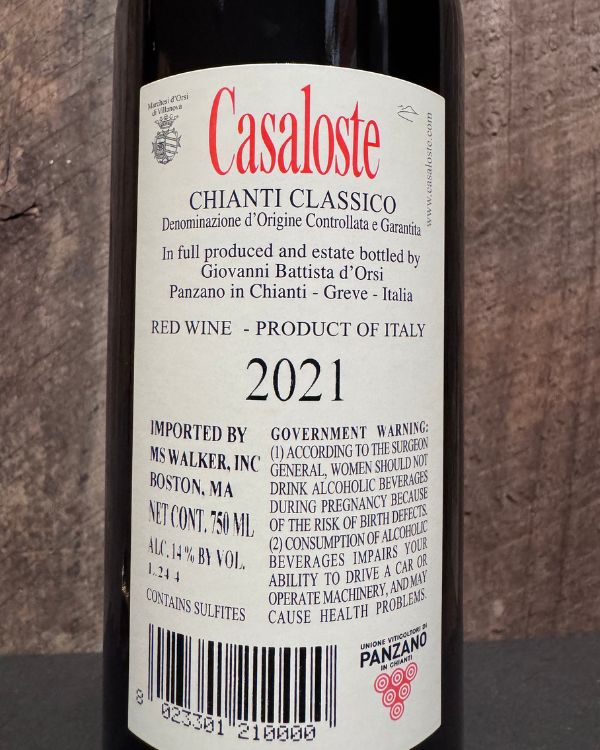 Marchesi d'Orsi
di Villanova
Casaloste
www.casaloste.com
CHIANTI CLASSICO
Denominazione d'Origine Controllata e Garantita
In full produced and estate bottled by
Giovanni Battista d'Orsi
Panzano in Chianti - Greve - Italia
RED WINE - PRODUCT OF ITALY
2021
IMPORTED BY
MS WALKER, INC
BOSTON, MA
NET CONT. 750 ML
ALC. 14 % BY VOL.
CONTAINS SULFITES
GOVERNMENT WARNING:
(1) ACCORDING TO THE SURGEON
GENERAL, WOMEN SHOULD NOT
DRINK ALCOHOLIC BEVERAGES
DURING PREGNANCY BECAUSE
OF THE RISK OF BIRTH DEFECTS.
(2) CONSUMPTION OF ALCOHOLIC
BEVERAGES IMPAIRS YOUR
ABILITY TO DRIVE A CAR OR
OPERATE MACHINERY, AND MAY
CAUSE HEALTH PROBLEMS.
8 023301 210000
UNIONE VITICOLTORI DI
PANZANO
IN CHIANTI